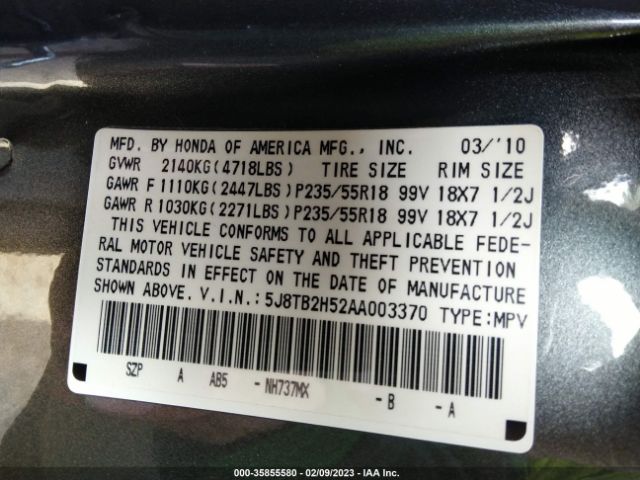 MFD. BY HONDA OF AMERICA MFG., INC. 03/'10
GVWR 2140KG(4718LBS) TIRE SIZE RIM SIZE
GAWR F 1110KG(2447LBS)P235/55R18 99V 18X7 1/2J
GAWR R 1030KG(2271LBS)P235/55R18 99V 18X7 1/2J
THIS VEHICLE CONFORMS TO ALL APPLICABLE FEDE-
RAL MOTOR VEHICLE SAFETY AND THEFT PREVENTION
STANDARDS IN EFFECT ON THE DATE OF MANUFACTURE
SHOWN ABOVE. V.I.N.:5J8TB2H52AA003370 TYPE:MPV
SZP A AB5 -NH737MX -B -A
000-35855580 - 02/09/2023 - IAA Inc.